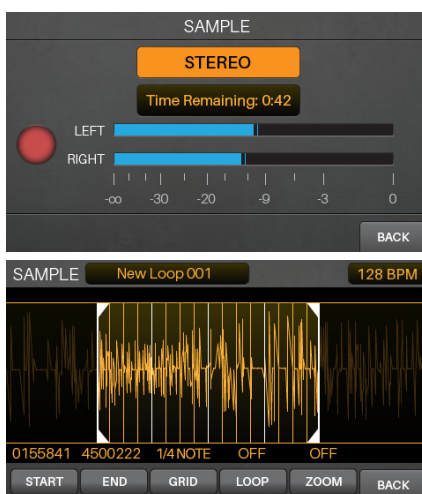 SAMPLE
STEREO
Time Remaining: 0:42
LEFT
RIGHT
-∞ -30 -20 -9 -3 0
BACK
SAMPLE New Loop 001 128 BPM
0155841 4500222 1/4 NOTE OFF OFF
START END GRID LOOP ZOOM BACK